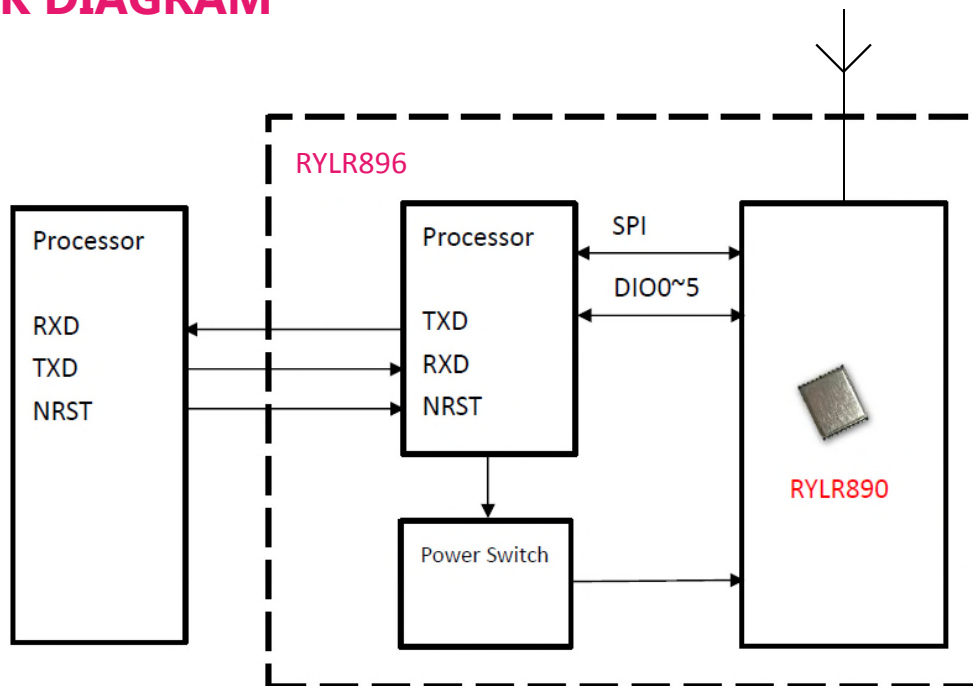 K DIAGRAM
RYLR896
Processor
RXD
TXD
NRST
Processor
TXD
RXD
NRST
SPI
DIO0~5
RYLR890
Power Switch